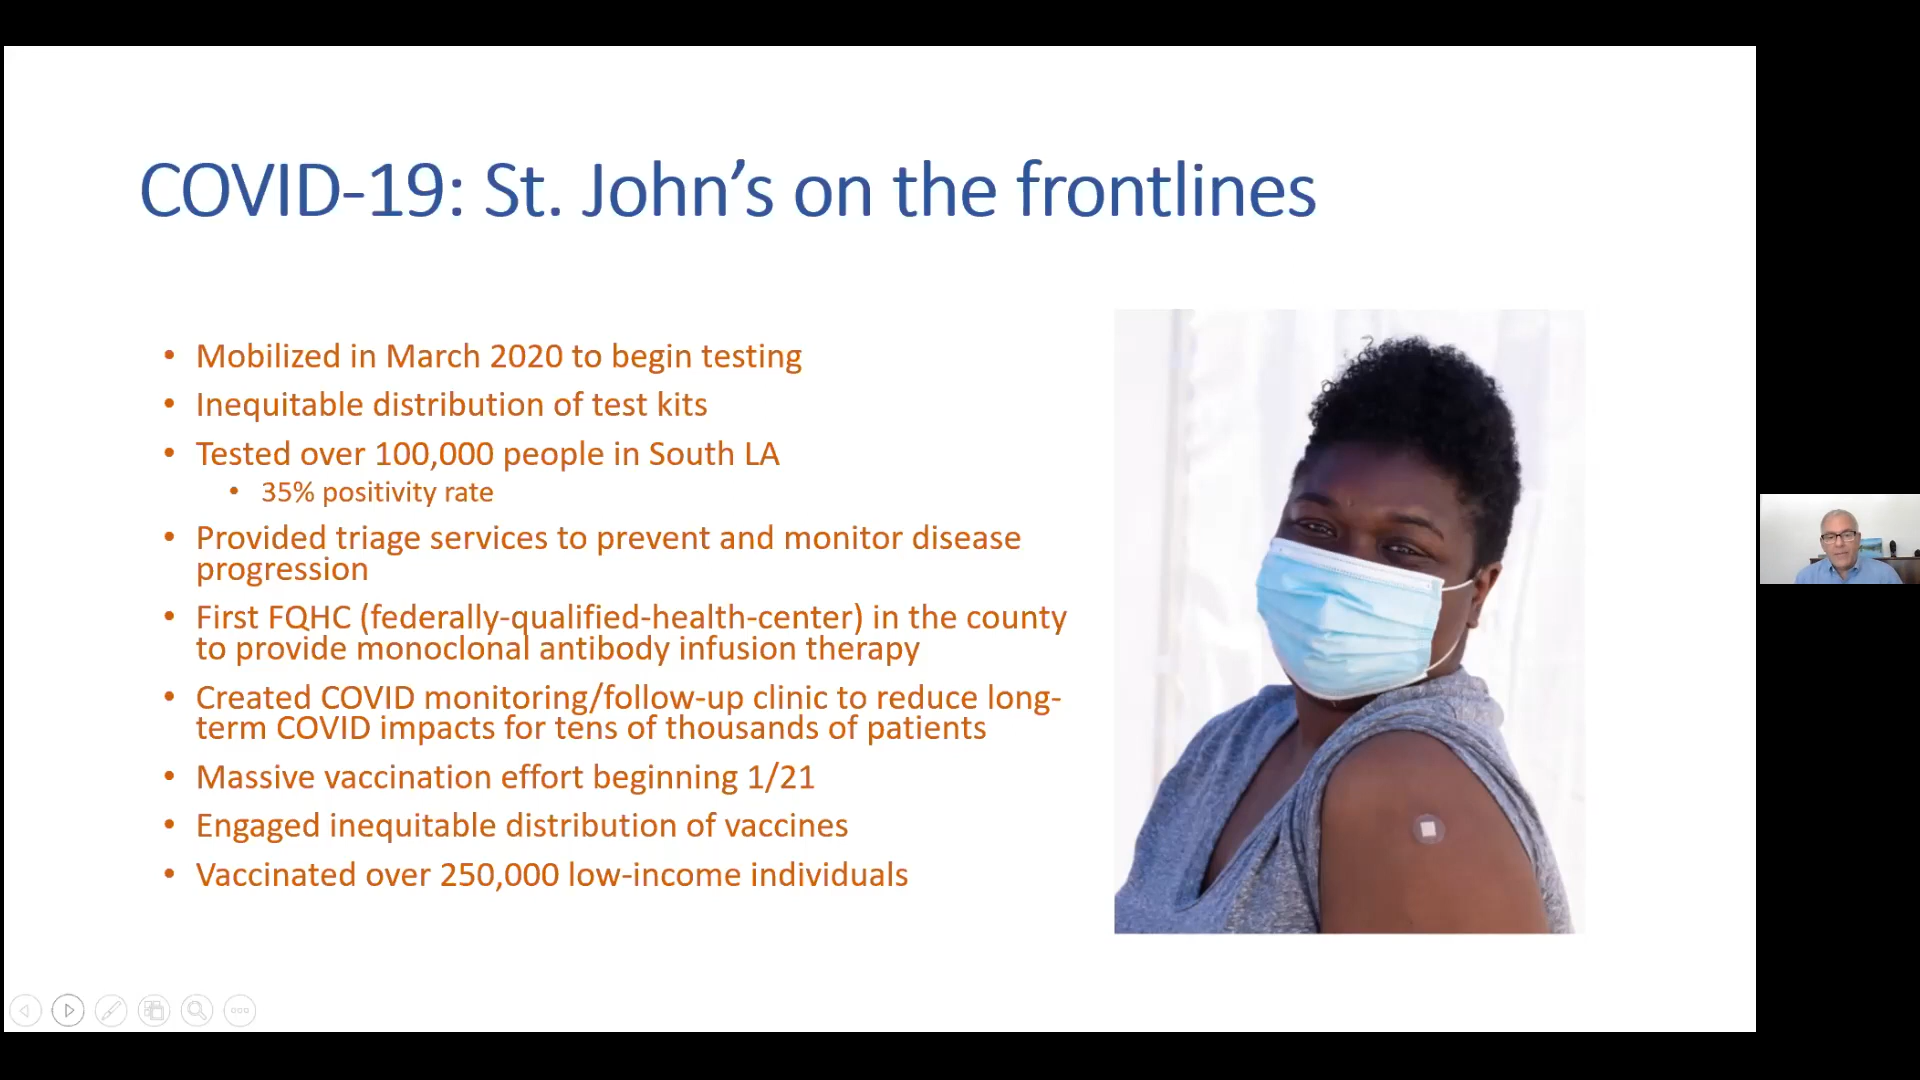 COVID-19: St. John’s on the frontlines
• Mobilized in March 2020 to begin testing
• Inequitable distribution of test kits
• Tested over 100,000 people in South LA
• 35% positivity rate
• Provided triage services to prevent and monitor disease
progression
• First FQHC (federally-qualified-health-center) in the county
to provide monoclonal antibody infusion therapy
• Created COVID monitoring/follow-up clinic to reduce long-
term COVID impacts for tens of thousands of patients
• Massive vaccination effort beginning 1/21
• Engaged inequitable distribution of vaccines
• Vaccinated over 250,000 low-income individuals